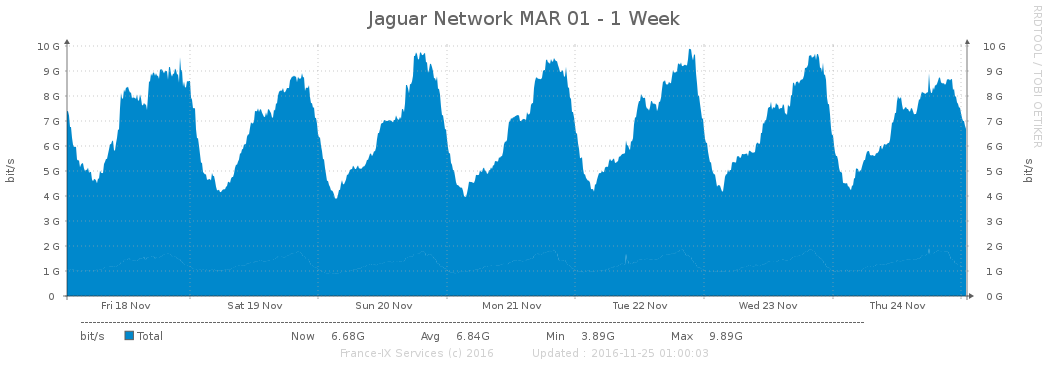 Jaguar Network MAR 01 - 1 Week
RRDTOOL / TOBI OETIKER
bit/s
bit/s
10 G 10 G
9 G 9 G
8 G 8 G
7 G 7 G
6 G 6 G
5 G 5 G
4 G 4 G
3 G 3 G
2 G 2 G
1 G 1 G
0 0 G
Fri 18 Nov Sat 19 Nov Sun 20 Nov Mon 21 Nov Tue 22 Nov Wed 23 Nov Thu 24 Nov
bit/s Total Now 6.68G Avg 6.84G Min 3.89G Max 9.89G
France-IX Services (c) 2016 Updated : 2016-11-25 01:00:03